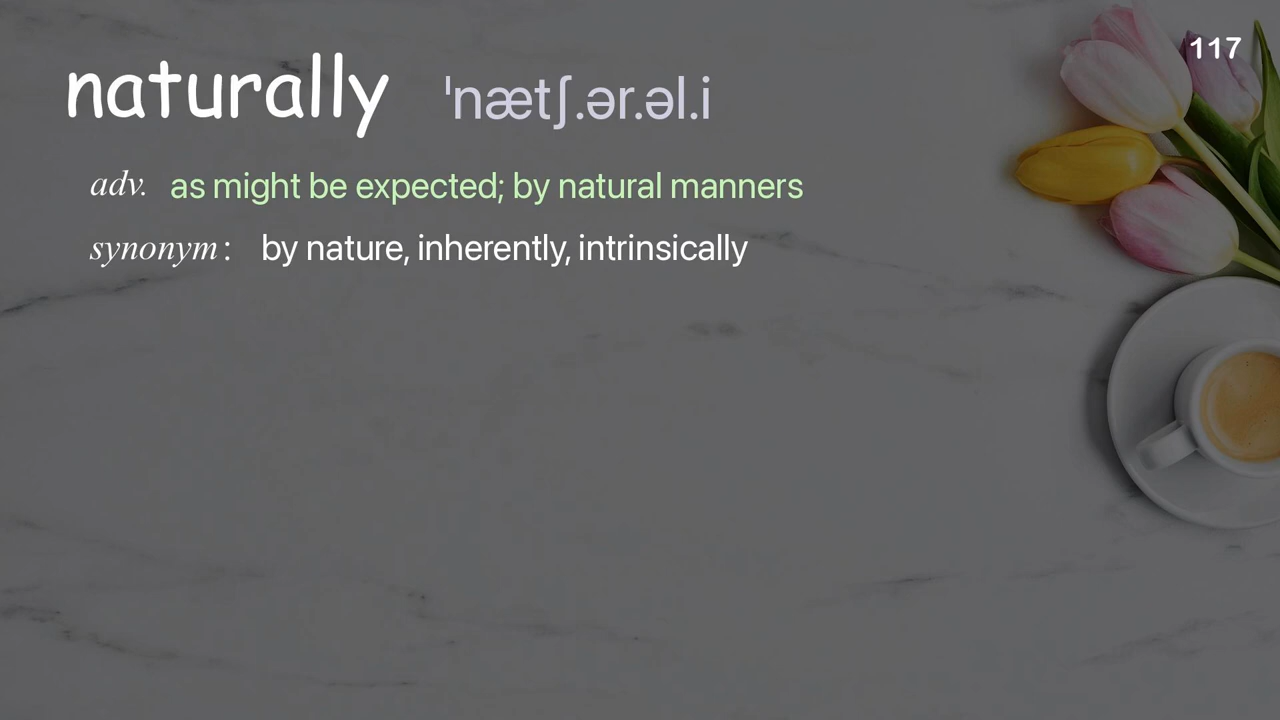 117
naturally ˈnætʃ.ər.əl.i
adv. as might be expected; by natural manners
synonym : by nature, inherently, intrinsically